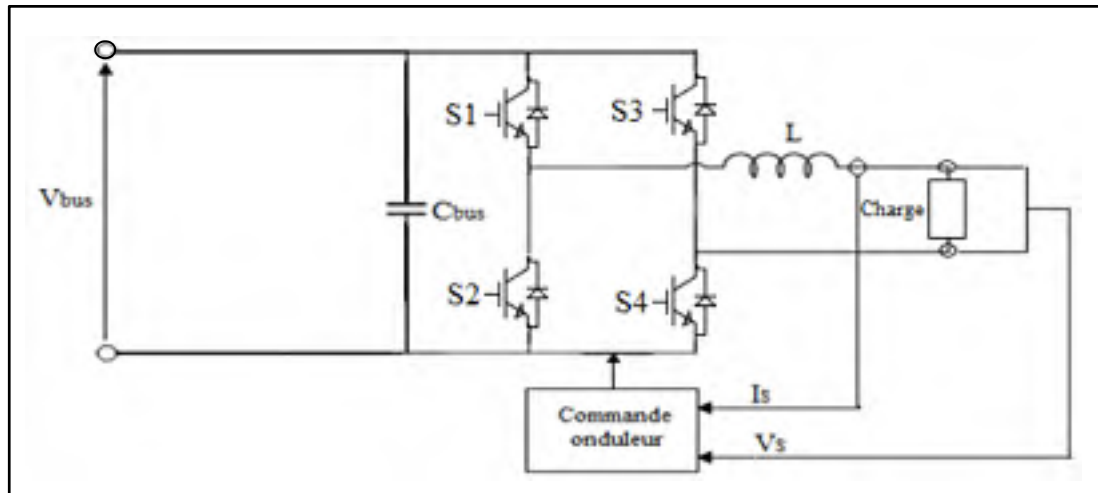 S1
S3
L
Vbus
Cbus
Charge
S2
S4
Commande
onduleur
Is
Vs